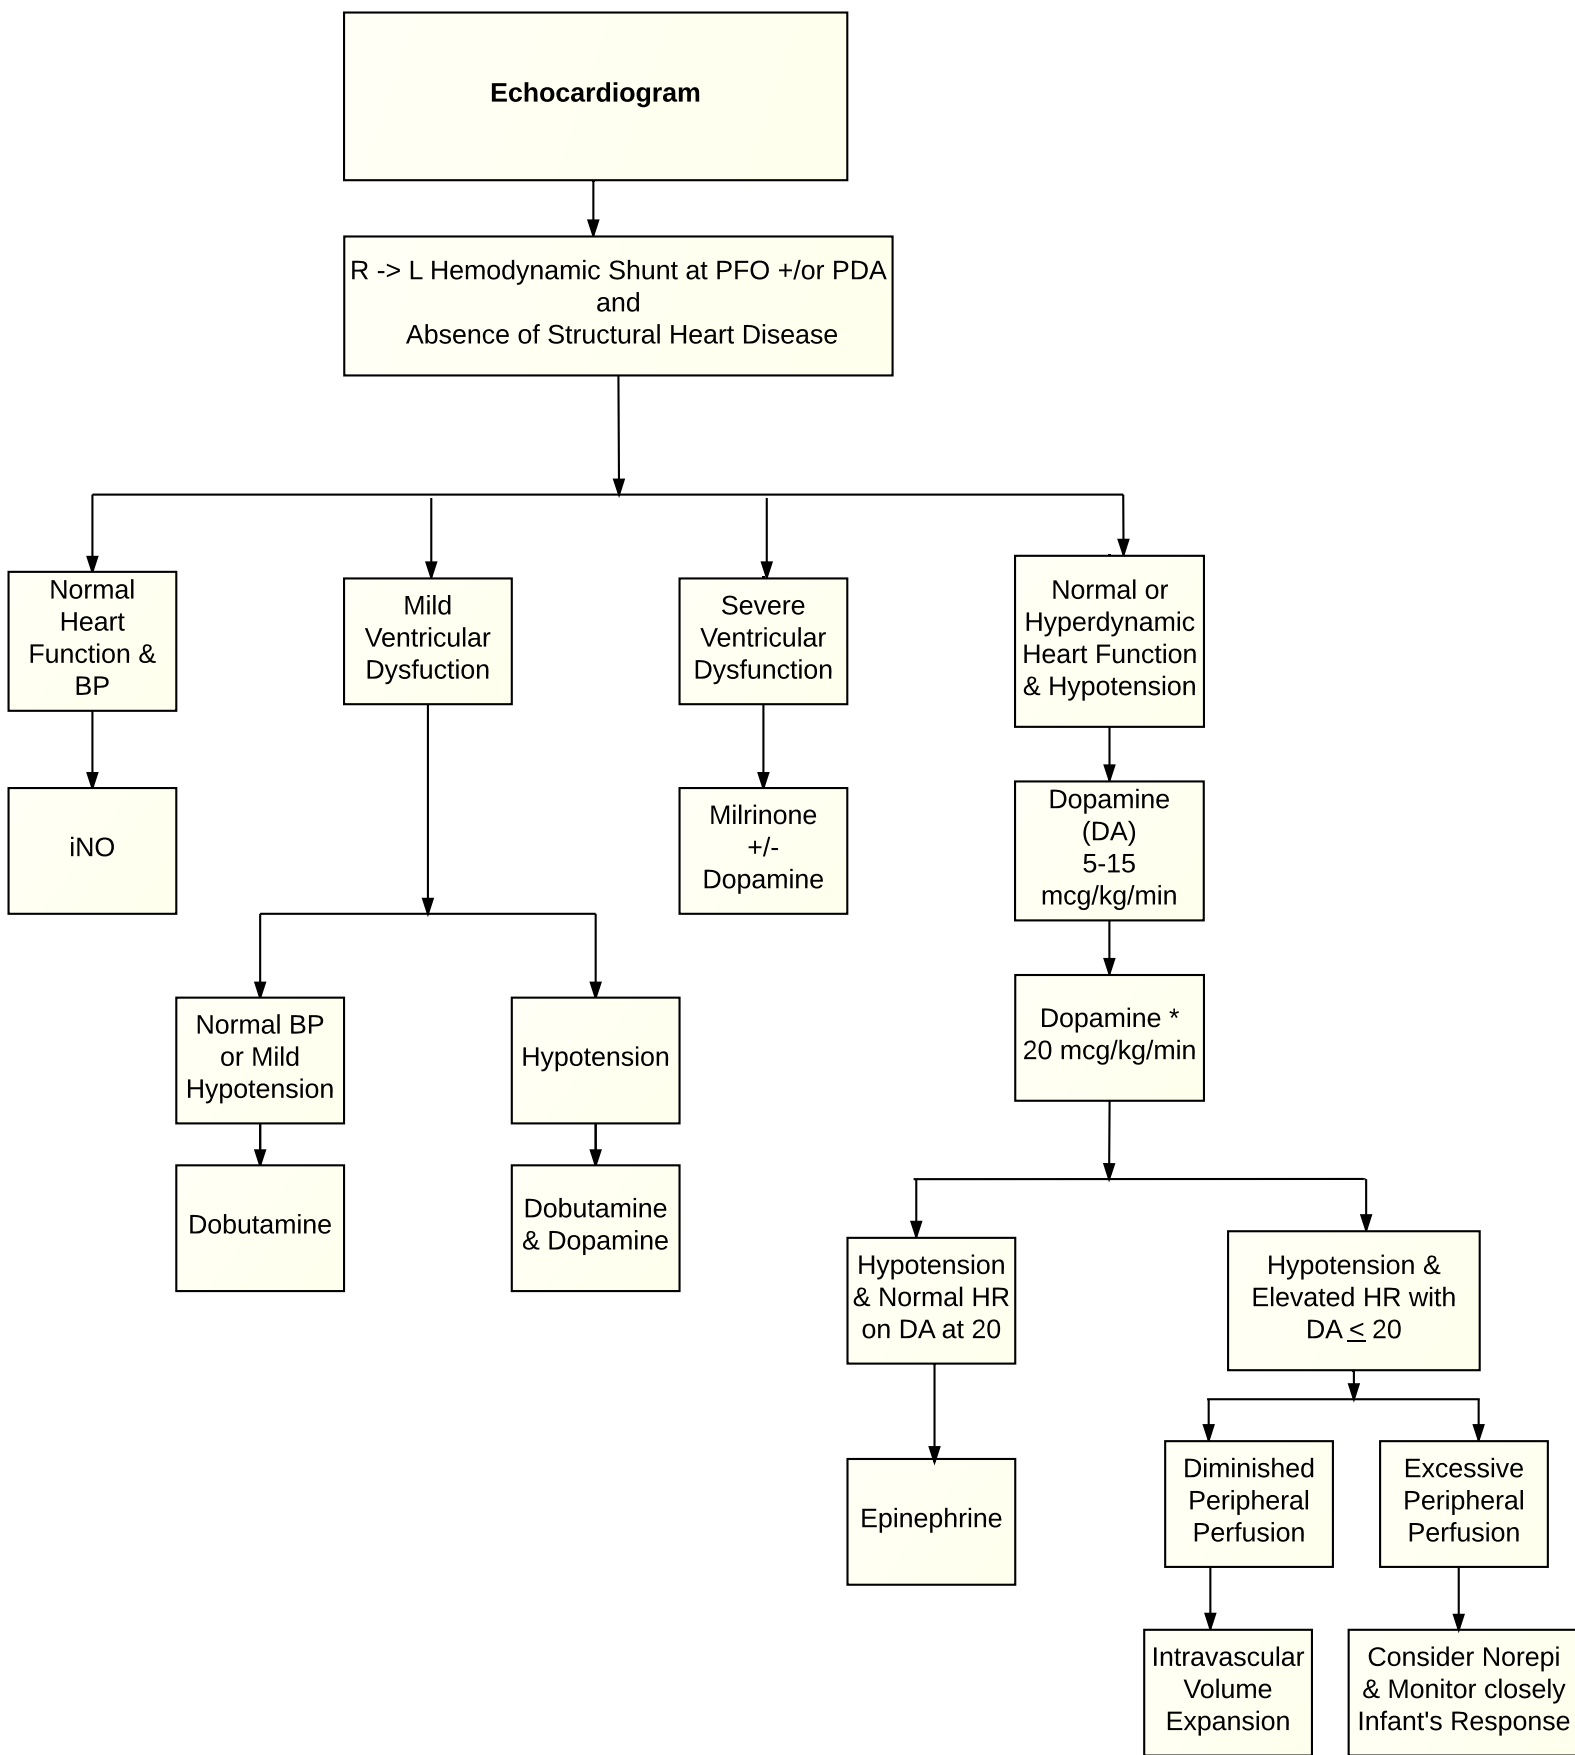 Echocardiogram
R -> L Hemodynamic Shunt at PFO +/or PDA
and
Absence of Structural Heart Disease
Normal
Heart
Function &
BP
Mild
Ventricular
Dysfuction
Severe
Ventricular
Dysfunction
Normal or
Hyperdynamic
Heart Function
& Hypotension
iNO
Milrinone
+/-
Dopamine
Dopamine
(DA)
5-15
mcg/kg/min
Normal BP
or Mild
Hypotension
Hypotension
Dopamine *
20 mcg/kg/min
Dobutamine
Dobutamine
& Dopamine
Hypotension
& Normal HR
on DA at 20
Hypotension &
Elevated HR with
DA < 20
Epinephrine
Diminished
Peripheral
Perfusion
Excessive
Peripheral
Perfusion
Intravascular
Volume
Expansion
Consider Norepi
& Monitor closely
Infant's Response